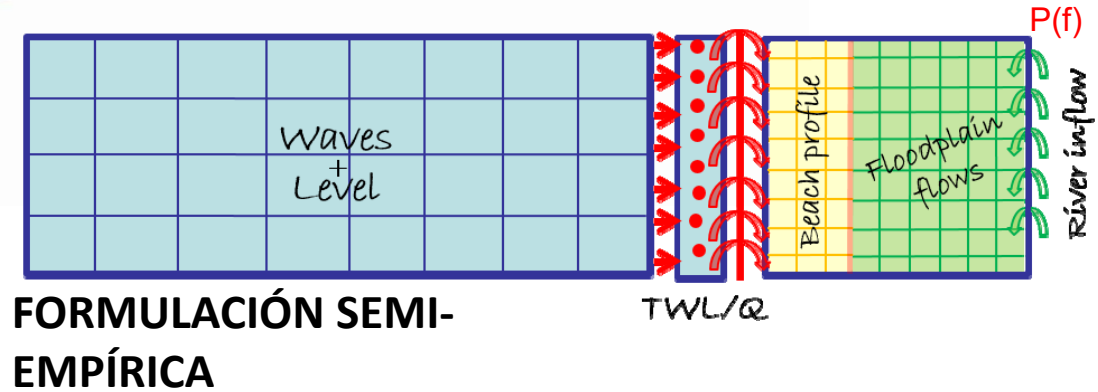 P(f)
Waves
+
Level
Beach profile
Floodplain
flows
River inflow
TWL/Q
FORMULACIÓN SEMI-
EMPÍRICA